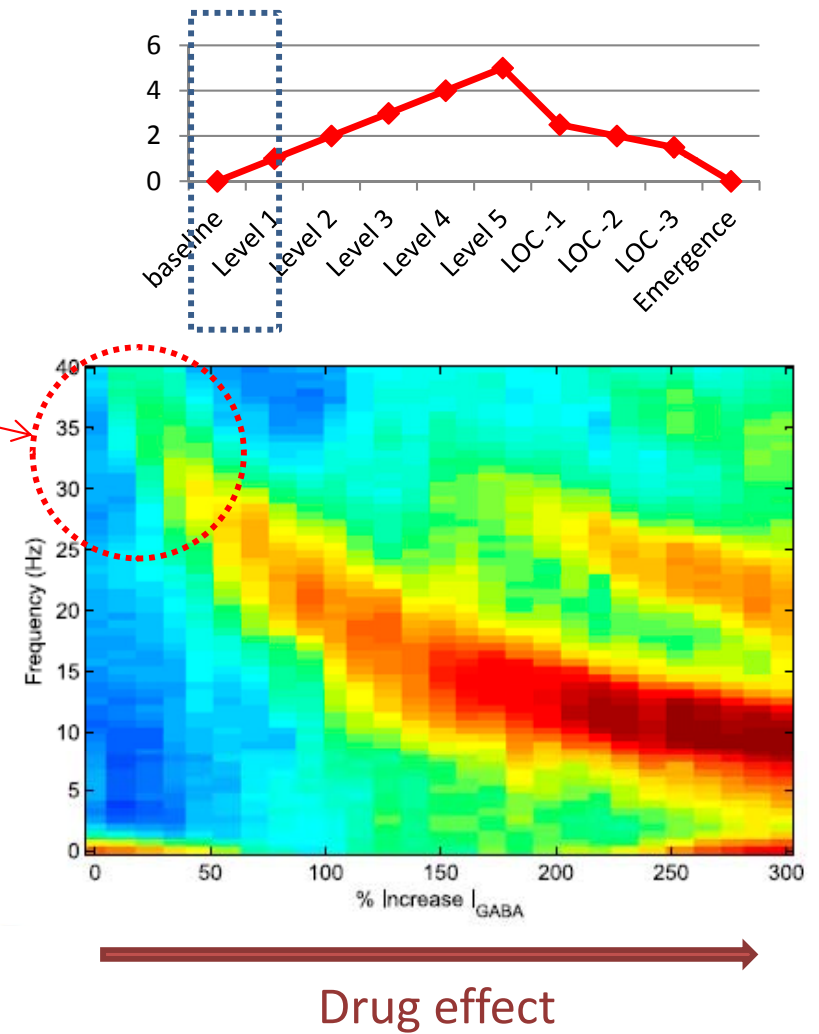 6
4
2
0
baseline
Level 1
Level 2
Level 3
Level 4
Level 5
LOC -1
LOC -2
LOC -3
Emergence
40
35
30
25
20
15
10
5
0
Frequency (Hz)
0 50 100 150 200 250 300
% Increase I_GABA
Drug effect